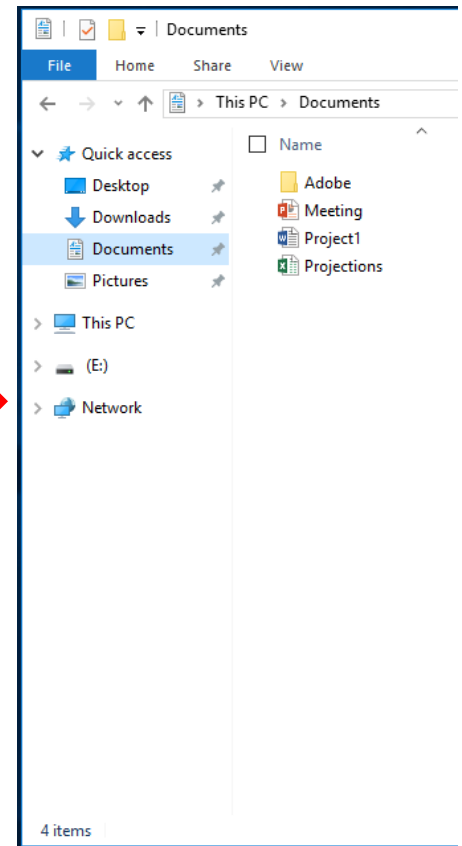 Documents
File Home Share View
This PC > Documents
Quick access
Desktop
Downloads
Documents
Pictures
This PC
(E:)
Network
Name
Adobe
Meeting
Project1
Projections
4 items